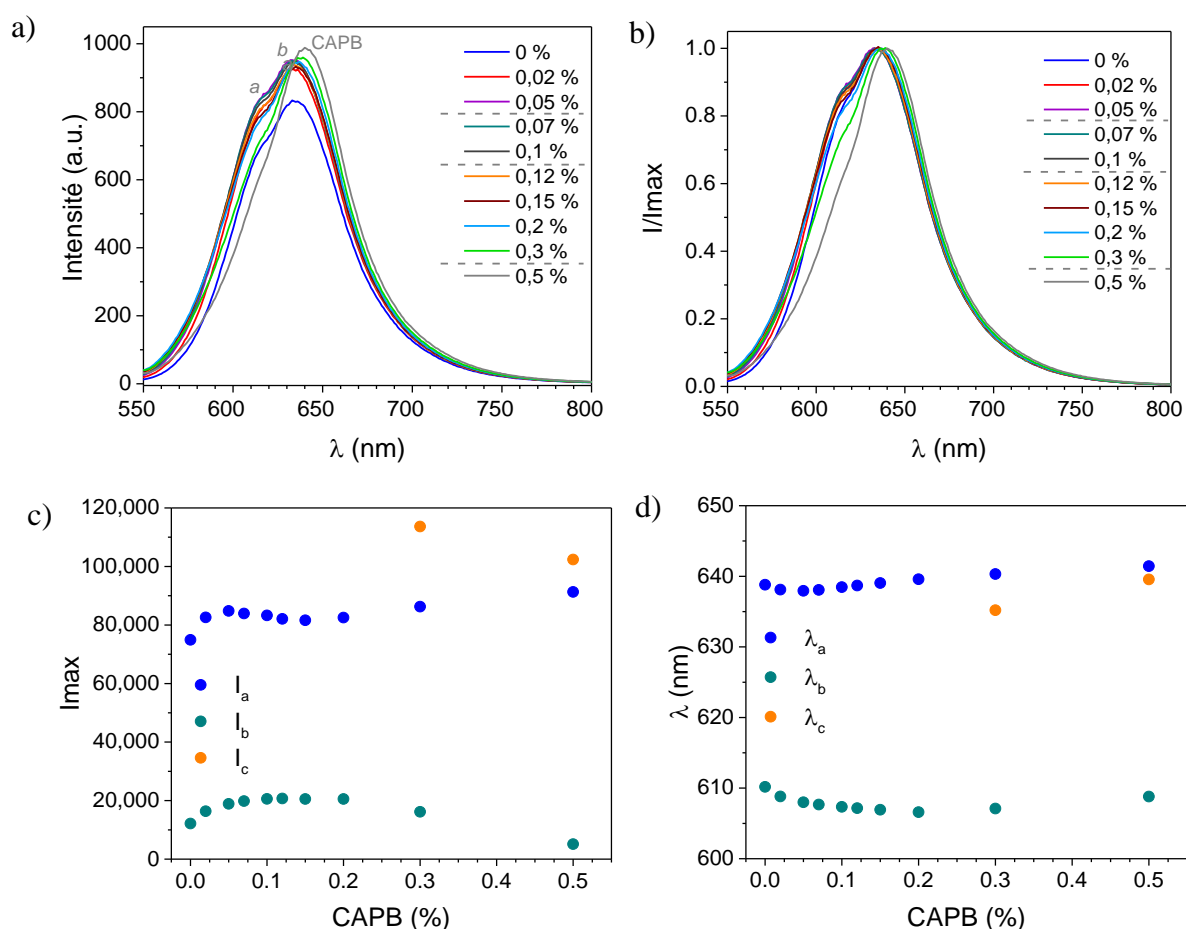 a)
Intensité (a.u.)
1000
800
600
400
200
0
550 600 650 700 750 800
λ (nm)
a
b
CAPB
0 %
0,02 %
0,05 %
0,07 %
0,1 %
0,12 %
0,15 %
0,2 %
0,3 %
0,5 %
b)
I/Imax
1.0
0.8
0.6
0.4
0.2
0.0
550 600 650 700 750 800
λ (nm)
0 %
0,02 %
0,05 %
0,07 %
0,1 %
0,12 %
0,15 %
0,2 %
0,3 %
0,5 %
c)
Imax
120,000
100,000
80,000
60,000
40,000
20,000
0
0.0 0.1 0.2 0.3 0.4 0.5
CAPB (%)
I_a
I_b
I_c
d)
λ (nm)
650
640
630
620
610
600
0.0 0.1 0.2 0.3 0.4 0.5
CAPB (%)
λ_a
λ_b
λ_c